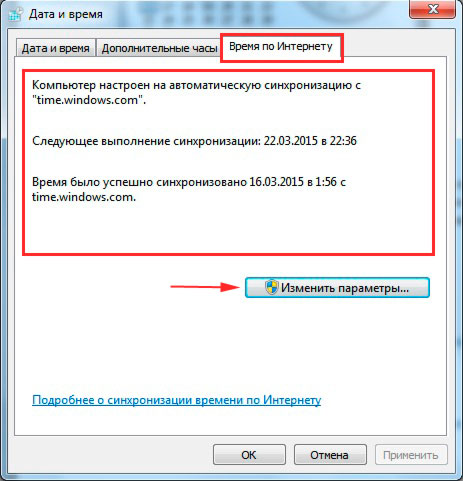 Дата и время
Дата и время Дополнительные часы Время по Интернету
Компьютер настроен на автоматическую синхронизацию с
"time.windows.com".
Следующее выполнение синхронизации: 22.03.2015 в 22:36
Время было успешно синхронизовано 16.03.2015 в 1:56 с
time.windows.com.
Изменить параметры...
Подробнее о синхронизации времени по Интернету
ОК Отмена Применить